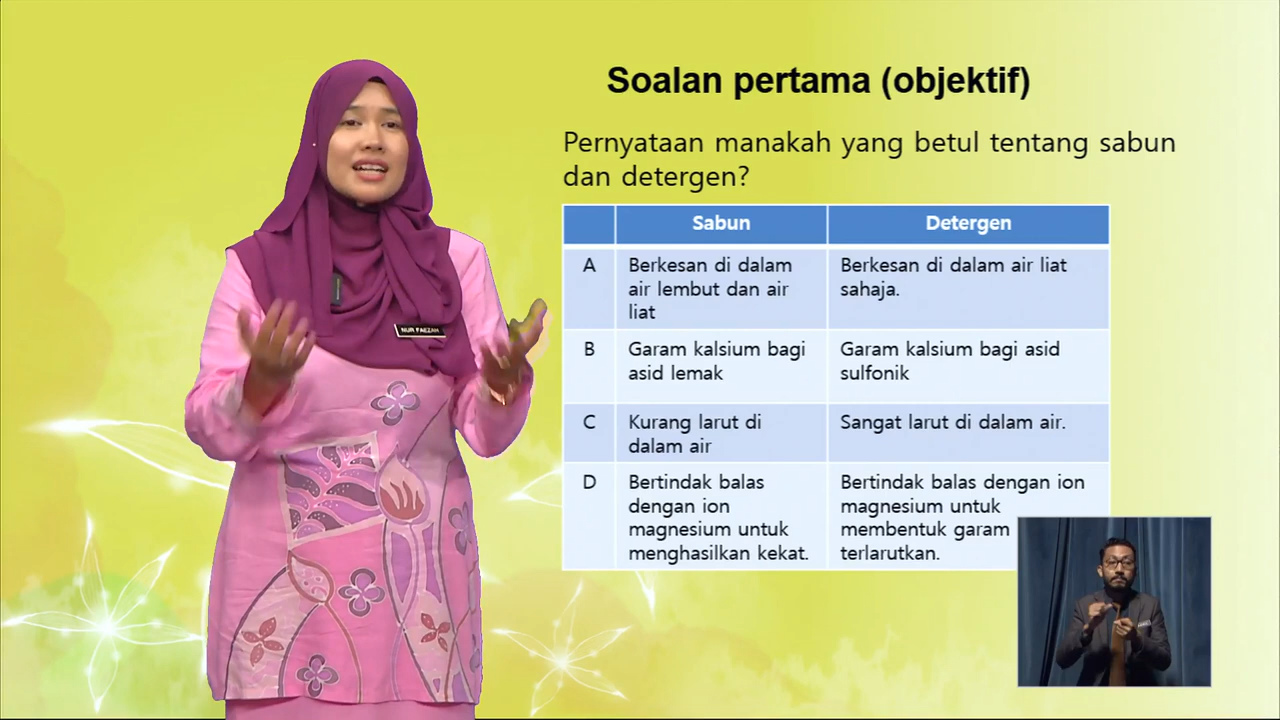 Soalan pertama (objektif)
Pernyataan manakah yang betul tentang sabun
dan detergen?
Sabun
Detergen
A
Berkesan di dalam
air lembut dan air
liat
Berkesan di dalam air liat
sahaja.
B
Garam kalsium bagi
asid lemak
Garam kalsium bagi asid
sulfonik
C
Kurang larut di
dalam air
Sangat larut di dalam air.
D
Bertindak balas
dengan ion
magnesium untuk
menghasilkan kekat.
Bertindak balas dengan ion
magnesium untuk
membentuk garam
terlarutkan.
NUR FAEZAH